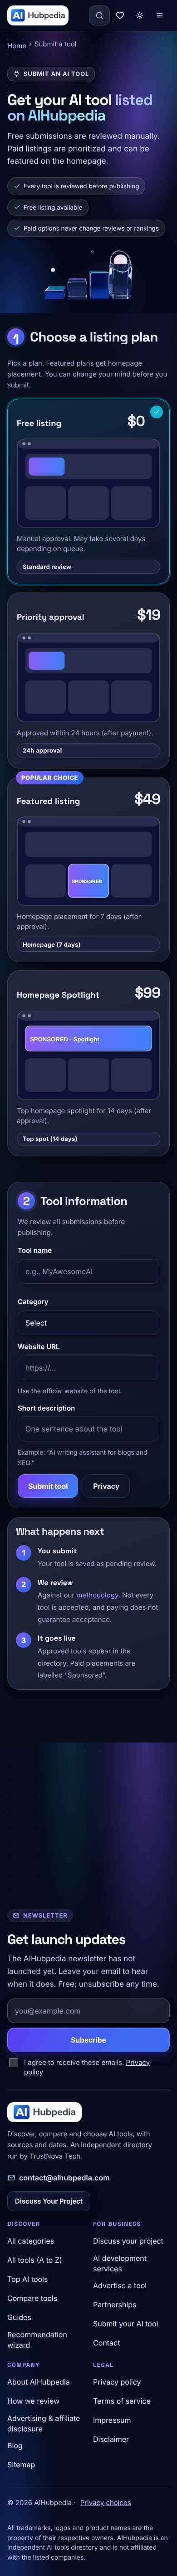 AI Hubpedia
Home › Submit a tool
SUBMIT AN AI TOOL
Get your AI tool listed
on AIHubpedia
Free submissions are reviewed manually.
Paid listings are prioritized and can be
featured on the homepage.
Every tool is reviewed before publishing
Free listing available
Paid options never change reviews or rankings
1 Choose a listing plan
Pick a plan. Featured plans get homepage
placement. You can change your mind before you
submit.
Free listing $0
Manual approval. May take several days
depending on queue.
Standard review
Priority approval $19
Approved within 24 hours (after payment).
24h approval
POPULAR CHOICE
Featured listing $49
SPONSORED
Homepage placement for 7 days (after
approval).
Homepage (7 days)
Homepage Spotlight $99
SPONSORED · Spotlight
Top homepage spotlight for 14 days (after
approval).
Top spot (14 days)
2 Tool information
We review all submissions before
publishing.
Tool name
e.g., MyAwesomeAI
Category
Select
Website URL
https://...
Use the official website of the tool.
Short description
One sentence about the tool
Example: “AI writing assistant for blogs and
SEO.”
Submit tool Privacy
What happens next
1 You submit
Your tool is saved as pending review.
2 We review
Against our methodology. Not every
tool is accepted, and paying does not
guarantee acceptance.
3 It goes live
Approved tools appear in the
directory. Paid placements are
labelled “Sponsored”.
NEWSLETTER
Get launch updates
The AIHubpedia newsletter has not
launched yet. Leave your email to hear
when it does. Free; unsubscribe any time.
you@example.com
Subscribe
I agree to receive these emails. Privacy
policy
AI Hubpedia
Discover, compare and choose AI tools, with
sources and dates. An independent directory
run by TrustNova Tech.
contact@aihubpedia.com
Discuss Your Project
DISCOVER
All categories
AI tools (A to Z)
Top AI tools
Compare tools
Guides
Recommendation
wizard
FOR BUSINESS
Discuss your project
AI development
services
Advertise a tool
Partnerships
Submit your AI tool
Contact
COMPANY
About AIHubpedia
How we review
Advertising & affiliate
disclosure
Blog
Sitemap
LEGAL
Privacy policy
Terms of service
Impressum
Disclaimer
© 2026 AIHubpedia · Privacy choices
All trademarks, logos and product names are the
property of their respective owners. AIHubpedia is an
independent AI tools directory and is not affiliated
with the listed companies.